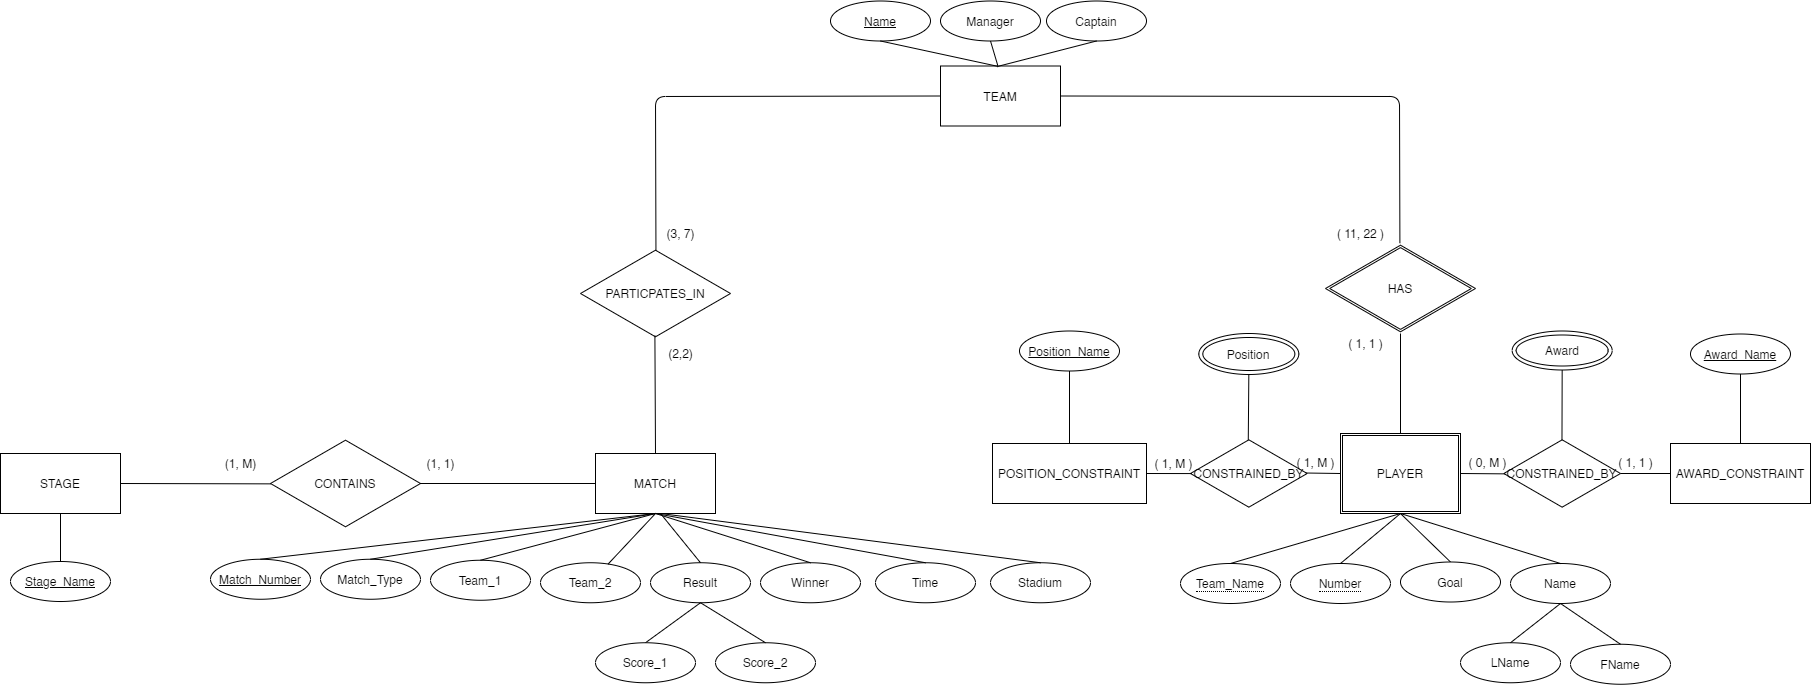 Name
Manager
Captain
TEAM
(3, 7)
( 11, 22 )
PARTICPATES_IN
HAS
(2,2)
( 1, 1 )
Position_Name
Position
Award
Award_Name
(1, M)
(1, 1)
( 1, M )
(1, M )
( 0, M )
( 1, 1 )
STAGE
CONTAINS
MATCH
POSITION_CONSTRAINT
CONSTRAINED_BY
PLAYER
CONSTRAINED_BY
AWARD_CONSTRAINT
Stage_Name
Match_Number
Match_Type
Team_1
Team_2
Result
Winner
Time
Stadium
Team_Name
Number
Goal
Name
Score_1
Score_2
LName
FName